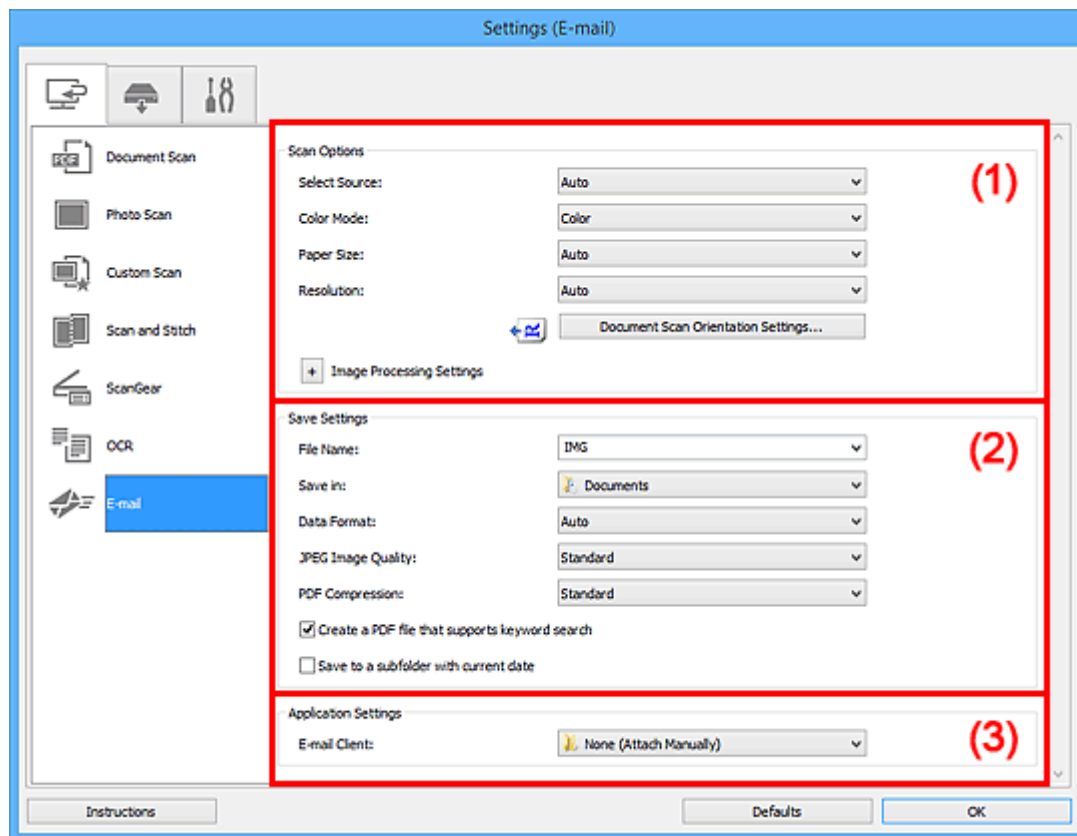 Settings (E-mail)
PDF
Document Scan
Photo Scan
Custom Scan
Scan and Stitch
ScanGear
OCR
E-mail
Scan Options
(1)
Select Source: Auto
Color Mode: Color
Paper Size: Auto
Resolution: Auto
R Document Scan Orientation Settings...
+ Image Processing Settings
Save Settings
(2)
File Name: IMG
Save in: Documents
Data Format: Auto
JPEG Image Quality: Standard
PDF Compression: Standard
Create a PDF file that supports keyword search
Save to a subfolder with current date
Application Settings
(3)
E-mail Client: None (Attach Manually)
Instructions Defaults OK